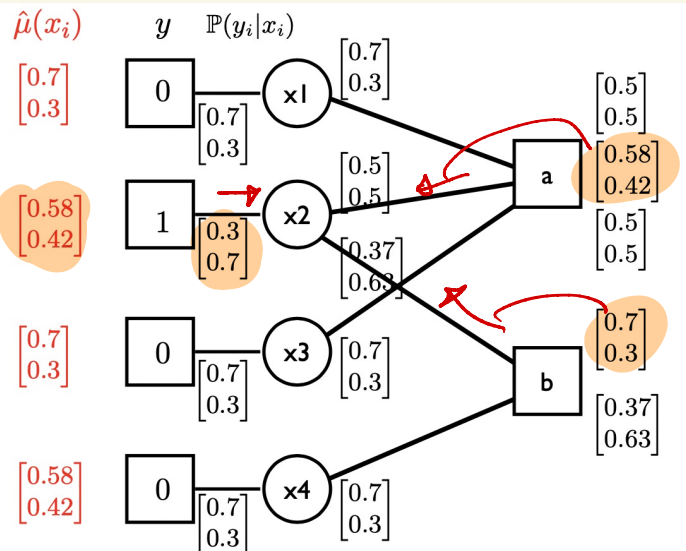 μ̂(xᵢ) y ℙ(yᵢ|xᵢ)
[0.7 0.3] 0 [0.7 0.3] x1 [0.7 0.3]
[0.58 0.42] 1 [0.3 0.7] x2 [0.5 0.5] [0.37 0.63]
[0.7 0.3] 0 [0.7 0.3] x3 [0.7 0.3]
[0.58 0.42] 0 [0.7 0.3] x4 [0.7 0.3]
a [0.5 0.5] [0.58 0.42] [0.5 0.5]
b [0.7 0.3] [0.37 0.63]